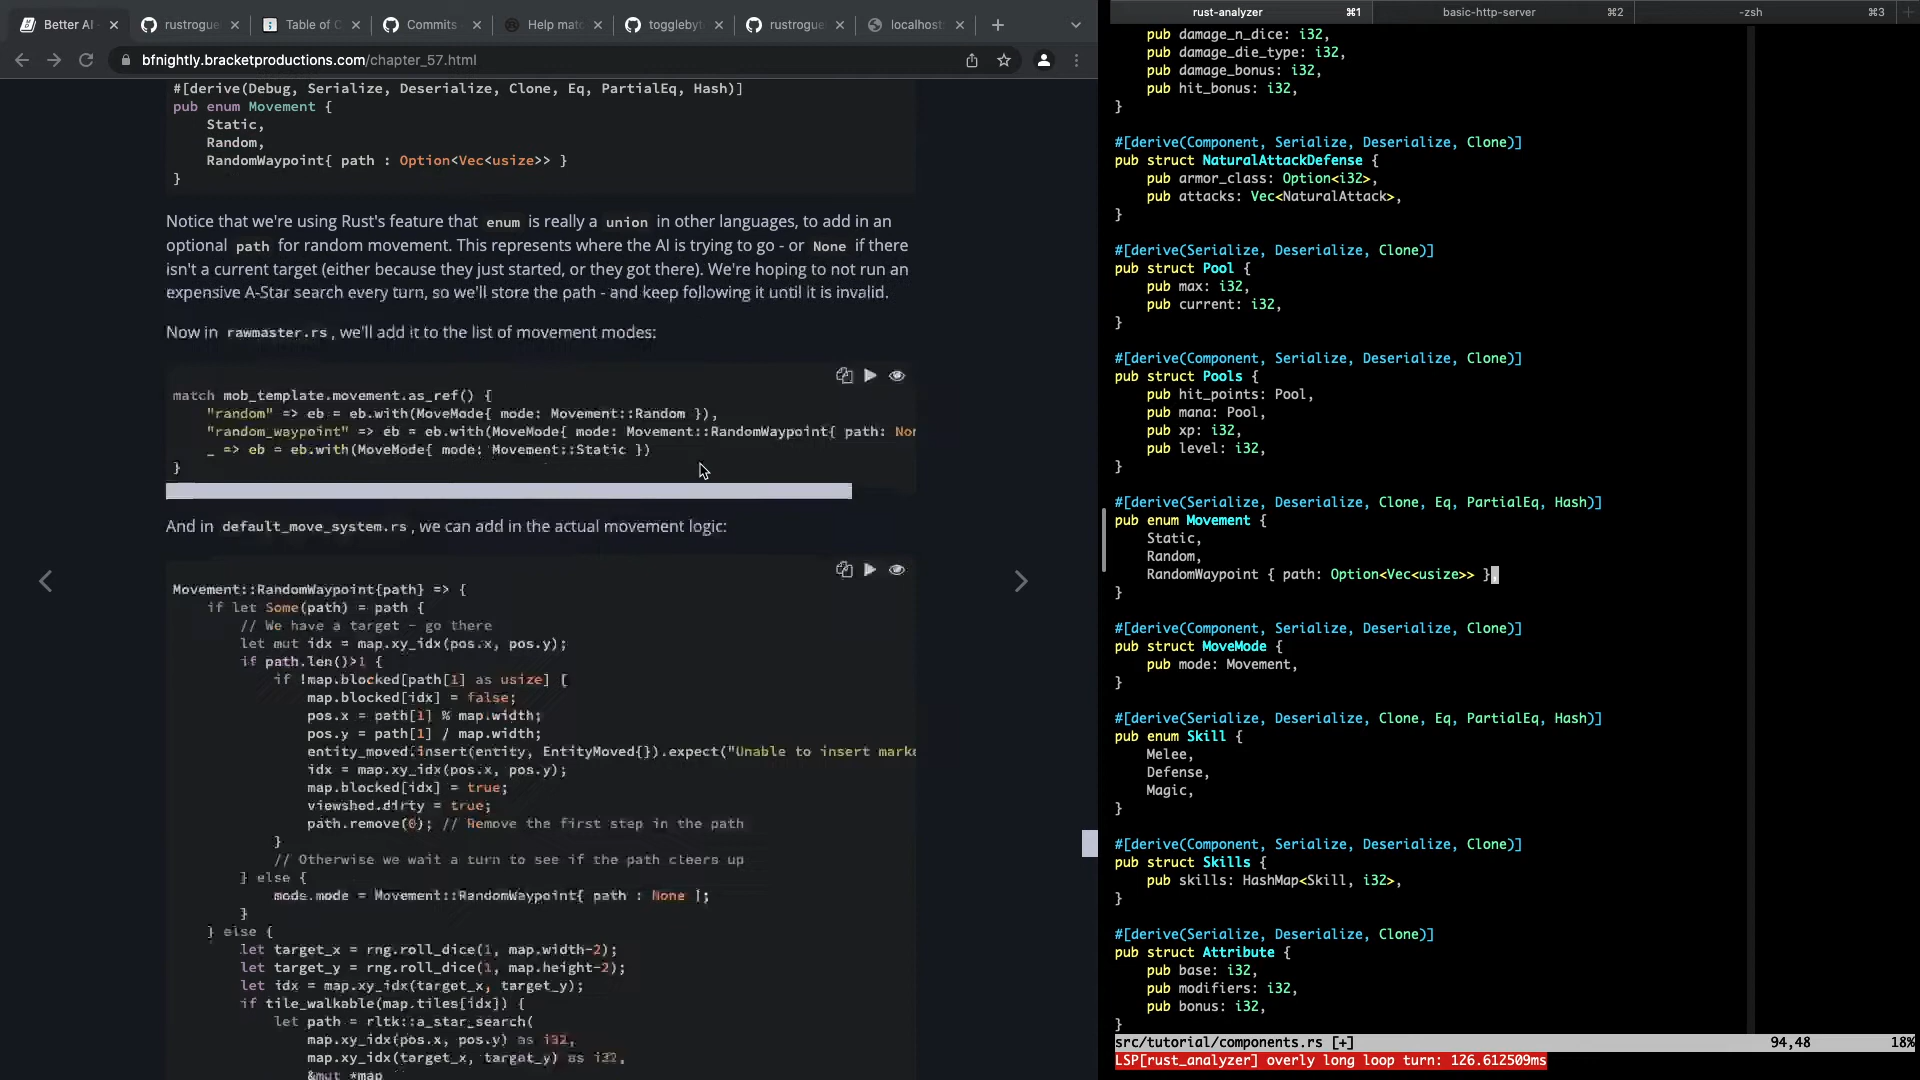 Better AI
rustrogue
Table of C
Commits
Help matc
togglebyt
rustrogue
localhost
bfnightly.bracketproductions.com/chapter_57.html
#[derive(Debug, Serialize, Deserialize, Clone, Eq, PartialEq, Hash)]
pub enum Movement {
Static,
Random,
RandomWaypoint{ path : Option<Vec<usize>> }
}
Notice that we're using Rust's feature that enum is really a union in other languages, to add in an
optional path for random movement. This represents where the AI is trying to go - or None if there
isn't a current target (either because they just started, or they got there). We're hoping to not run an
expensive A-Star search every turn, so we'll store the path - and keep following it until it is invalid.
Now in rawmaster.rs, we'll add it to the list of movement modes:
match mob_template.movement.as_ref() {
"random" => eb = eb.with(MoveMode{ mode: Movement::Random }),
"random_waypoint" => eb = eb.with(MoveMode{ mode: Movement::RandomWaypoint{ path: Non
_ => eb = eb.with(MoveMode{ mode: Movement::Static })
}
And in default_move_system.rs, we can add in the actual movement logic:
Movement::RandomWaypoint{path} => {
if let Some(path) = path {
// We have a target - go there
let mut idx = map.xy_idx(pos.x, pos.y);
if path.len()>1 {
if !map.blocked[path[1] as usize] {
map.blocked[idx] = false;
pos.x = path[1] % map.width;
pos.y = path[1] / map.width;
entity_moved.insert(entity, EntityMoved{}).expect("Unable to insert marke
idx = map.xy_idx(pos.x, pos.y);
map.blocked[idx] = true;
viewshed.dirty = true;
path.remove(0); // Remove the first step in the path
}
// Otherwise we wait a turn to see if the path clears up
} else {
mode.mode = Movement::RandomWaypoint{ path : None };
}
} else {
let target_x = rng.roll_dice(1, map.width-2);
let target_y = rng.roll_dice(1, map.height-2);
let idx = map.xy_idx(target_x, target_y);
if tile_walkable(map.tiles[idx]) {
let path = rltk::a_star_search(
map.xy_idx(pos.x, pos.y) as i32,
map.xy_idx(target_x, target_y) as i32,
&mut *map
rust-analyzer ⌘1 basic-http-server ⌘2 -zsh ⌘3
pub damage_n_dice: i32,
pub damage_die_type: i32,
pub damage_bonus: i32,
pub hit_bonus: i32,
}
#[derive(Component, Serialize, Deserialize, Clone)]
pub struct NaturalAttackDefense {
pub armor_class: Option<i32>,
pub attacks: Vec<NaturalAttack>,
}
#[derive(Serialize, Deserialize, Clone)]
pub struct Pool {
pub max: i32,
pub current: i32,
}
#[derive(Component, Serialize, Deserialize, Clone)]
pub struct Pools {
pub hit_points: Pool,
pub mana: Pool,
pub xp: i32,
pub level: i32,
}
#[derive(Serialize, Deserialize, Clone, Eq, PartialEq, Hash)]
pub enum Movement {
Static,
Random,
RandomWaypoint { path: Option<Vec<usize>> },
}
#[derive(Component, Serialize, Deserialize, Clone)]
pub struct MoveMode {
pub mode: Movement,
}
#[derive(Serialize, Deserialize, Clone, Eq, PartialEq, Hash)]
pub enum Skill {
Melee,
Defense,
Magic,
}
#[derive(Component, Serialize, Deserialize, Clone)]
pub struct Skills {
pub skills: HashMap<Skill, i32>,
}
#[derive(Serialize, Deserialize, Clone)]
pub struct Attribute {
pub base: i32,
pub modifiers: i32,
pub bonus: i32,
}
src/tutorial/components.rs [+] 94,48 18%
LSP[rust_analyzer] overly long loop turn: 126.612509ms